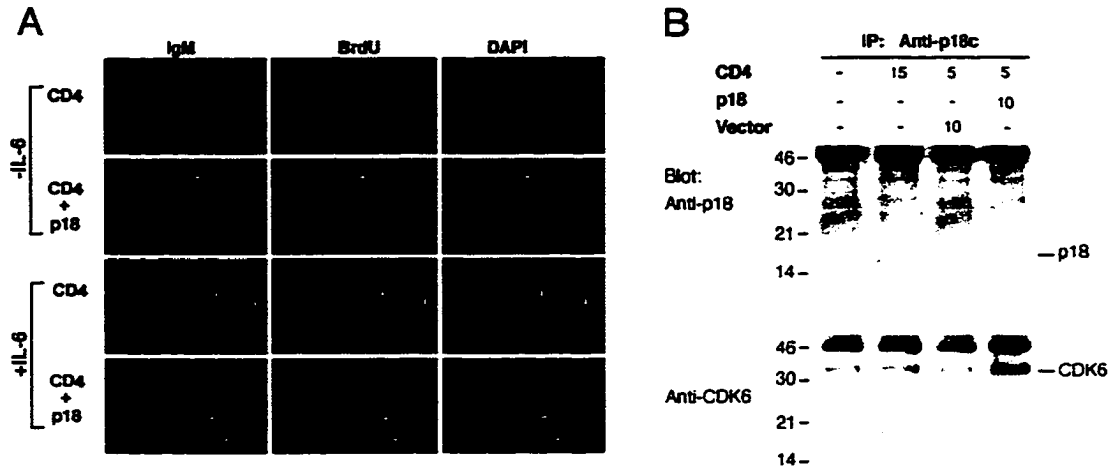 A
IgM BrdU DAPI
-IL-6
CD4
CD4
+
p18
+IL-6
CD4
CD4
+
p18
B
IP: Anti-p18c
CD4 - 15 5 5
p18 - - - 10
Vector - - 10 -
Blot:
Anti-p18
46
30
21
14
p18
Anti-CDK6
46
30
21
14
CDK6